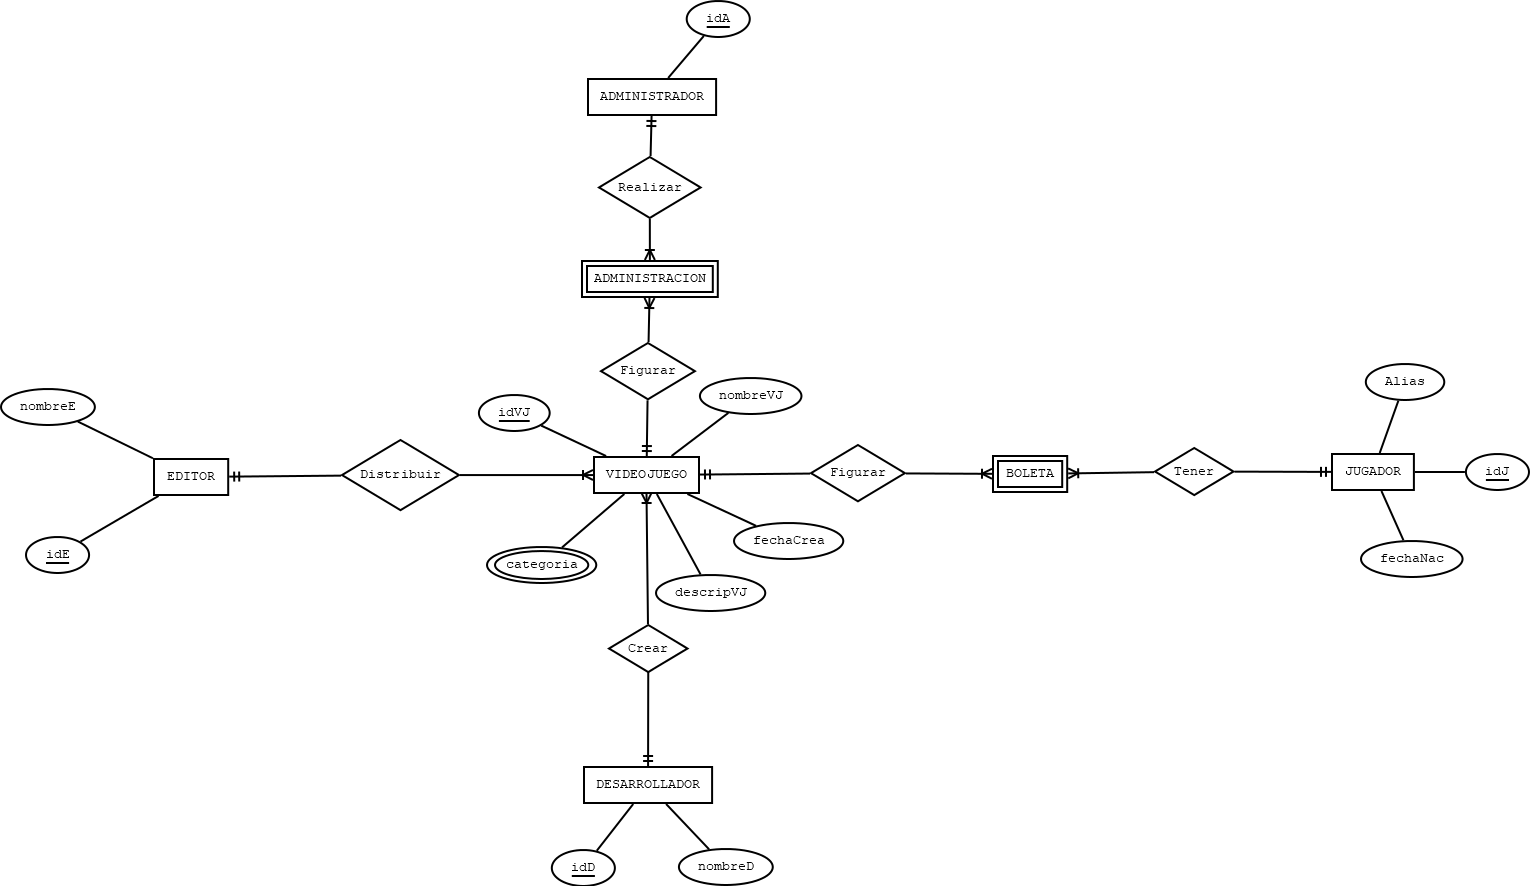 idA
ADMINISTRADOR
Realizar
ADMINISTRACION
Figurar
nombreE
idVJ
nombreVJ
Alias
EDITOR
Distribuir
VIDEOJUEGO
Figurar
BOLETA
Tener
JUGADOR
idJ
idE
categoria
fechaCrea
descripVJ
fechaNac
Crear
DESARROLLADOR
idD
nombreD